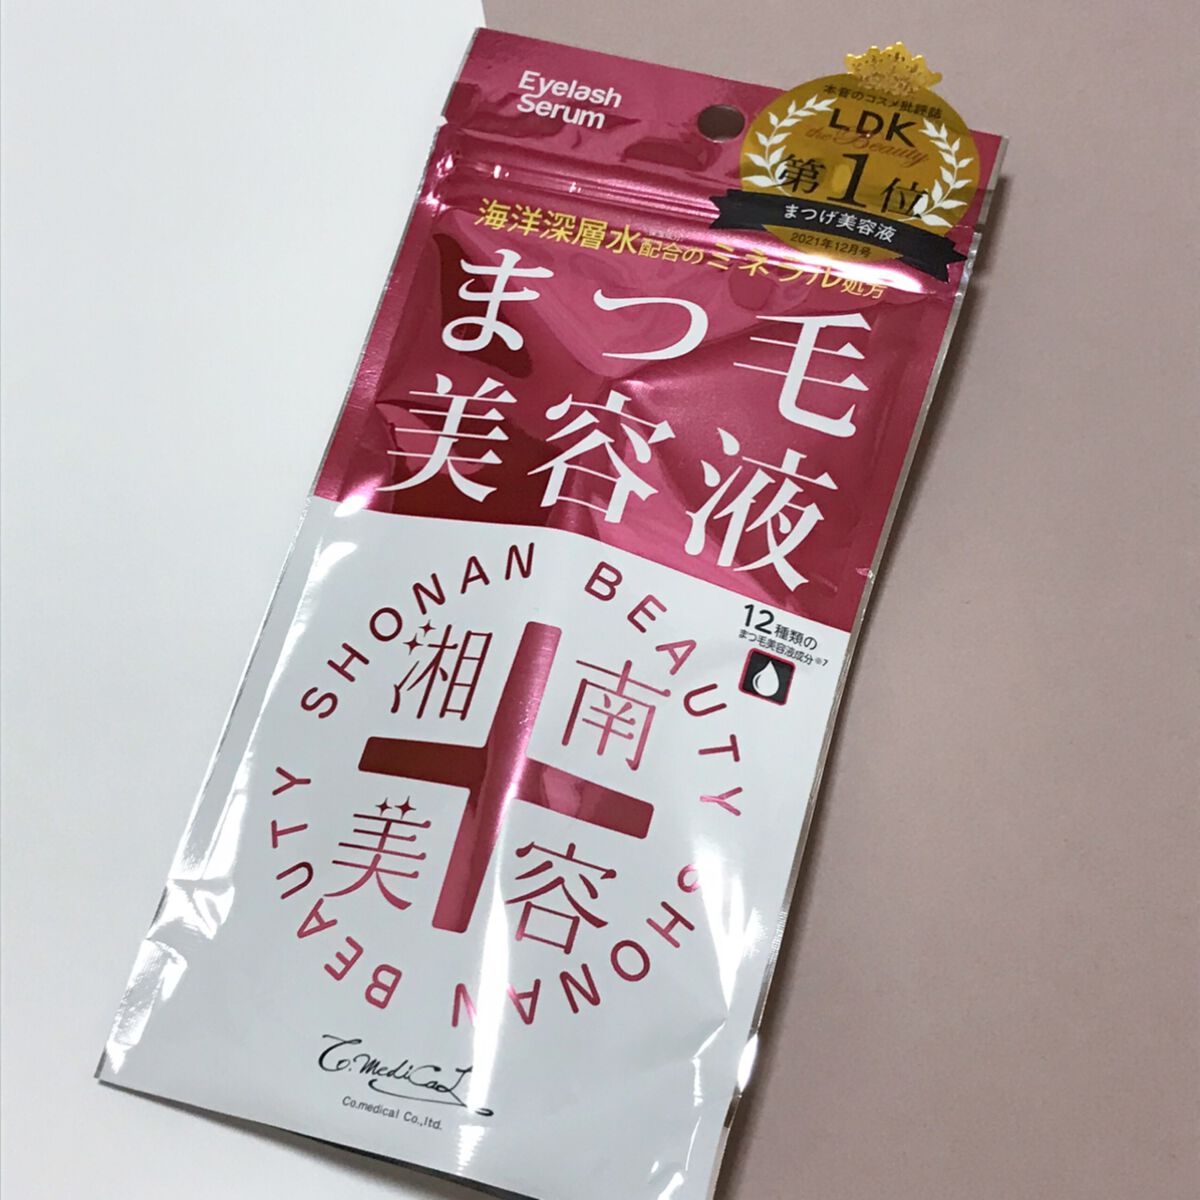 Eyelash
Serum
本音のコスメ批評誌
LDK
the Beauty
第1位
まつげ美容液
2021年12月号
海洋深層水配合のミネラル処方
まつ毛
美容液
12種類の
まつ毛美容液成分※7
SHONAN BEAUTY SHONAN BEAUTY
湘南
美容
Co.medicaL
Co.medical Co.,ltd.